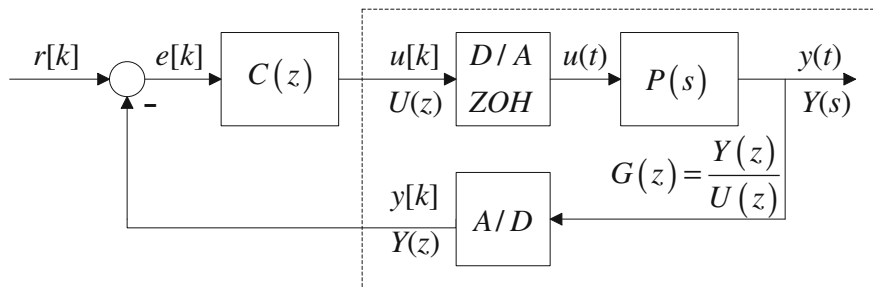 r[k]
e[k]
C(z)
u[k]
U(z)
D/A
ZOH
u(t)
P(s)
y(t)
Y(s)
-
G(z) = Y(z) / U(z)
y[k]
Y(z)
A/D